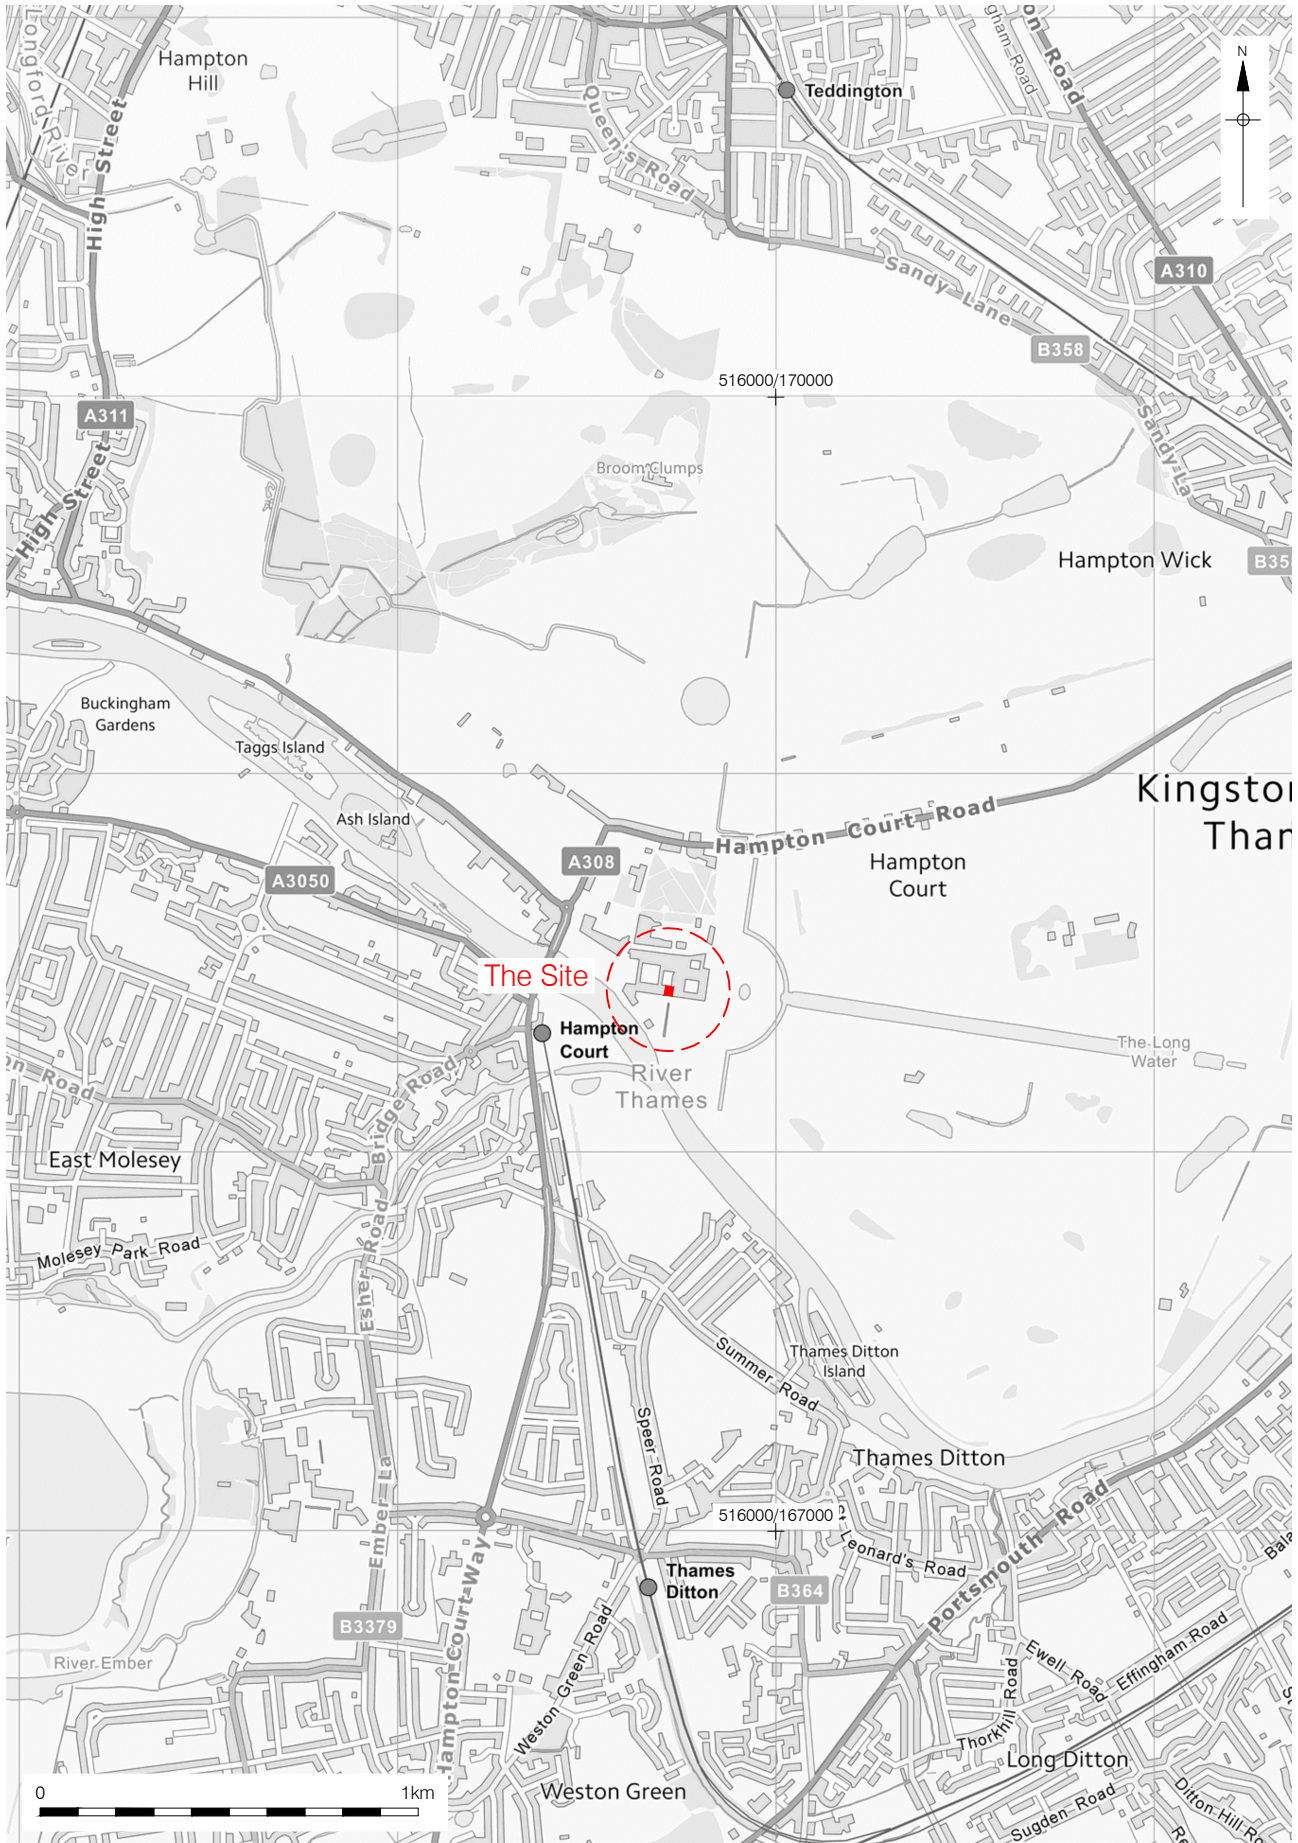 Longford River
Hampton
Hill
High Street
Queen's Road
Teddington
N
A310
Sandy Lane
B358
516000/170000
A311
High Street
Sandy La
Broom Clumps
Hampton Wick
Buckingham
Gardens
Taggs Island
Ash Island
Kingston
A308
Hampton Court Road
A3050
Hampton
Court
The Site
Hampton
Court
The Long
Water
River
Thames
Bridge Road
East Molesey
Molesey Park Road
Esher Road
Thames Ditton
Island
Summer Road
Speer Road
Thames Ditton
Ember La
516000/167000
St. Leonard's Road
Portsmouth Road
Thames
Ditton
B364
B3379
River Ember
Hampton Court Way
Weston Green Road
Ewell Road
Effingham Road
Thorkhill Road
Long Ditton
Weston Green
Sugden Road
0
1km